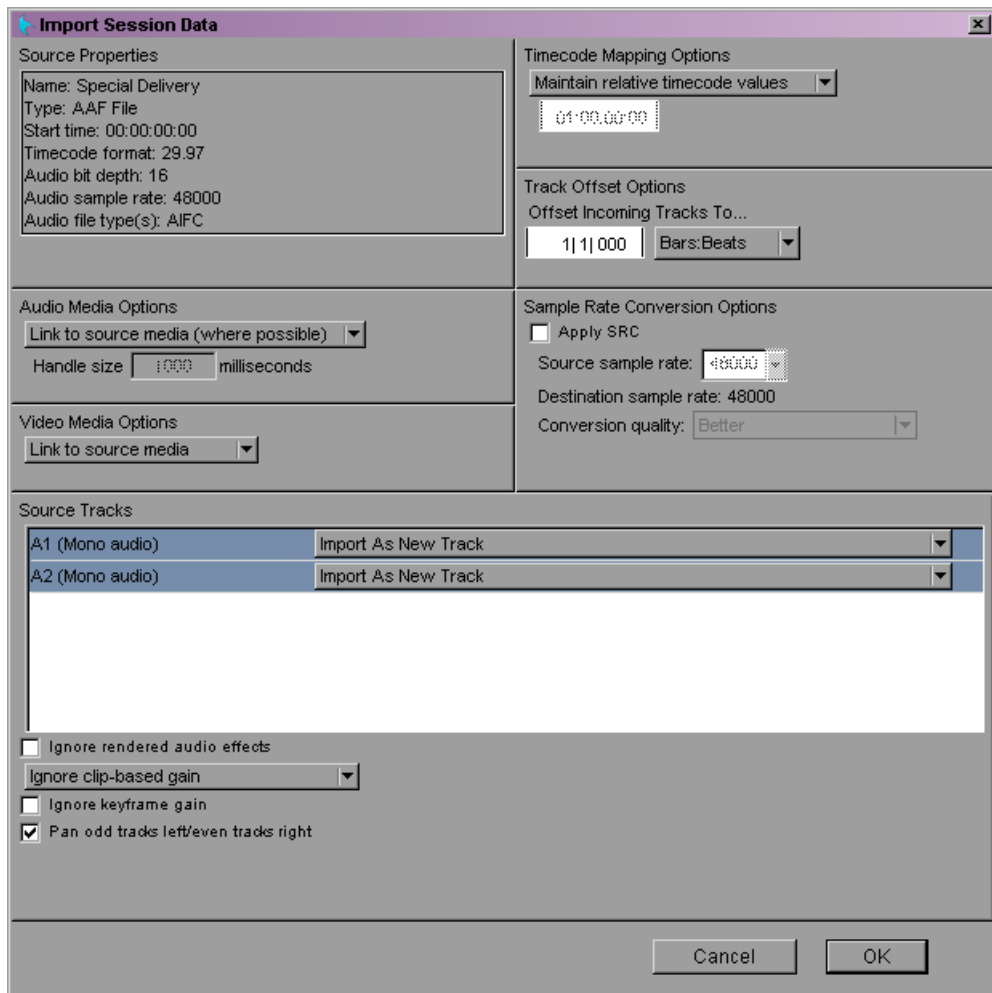 Import Session Data
Source Properties
Name: Special Delivery
Type: AAF File
Start time: 00:00:00:00
Timecode format: 29.97
Audio bit depth: 16
Audio sample rate: 48000
Audio file type(s): AIFC
Timecode Mapping Options
Maintain relative timecode values
01:00:00:00
Track Offset Options
Offset Incoming Tracks To...
1| 1| 000 Bars:Beats
Audio Media Options
Link to source media (where possible)
Handle size 1000 milliseconds
Video Media Options
Link to source media
Sample Rate Conversion Options
Apply SRC
Source sample rate: 48000
Destination sample rate: 48000
Conversion quality: Better
Source Tracks
A1 (Mono audio) Import As New Track
A2 (Mono audio) Import As New Track
Ignore rendered audio effects
Ignore clip-based gain
Ignore keyframe gain
Pan odd tracks left/even tracks right
Cancel OK